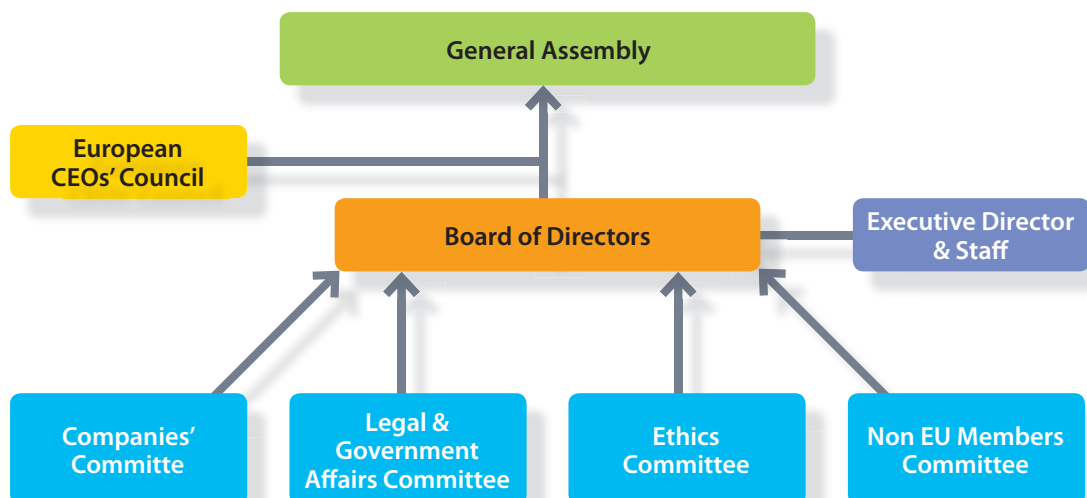 General Assembly
European
CEOs’ Council
Board of Directors
Executive Director
& Staff
Companies’
Committe
Legal &
Government
Affairs Committee
Ethics
Committee
Non EU Members
Committee